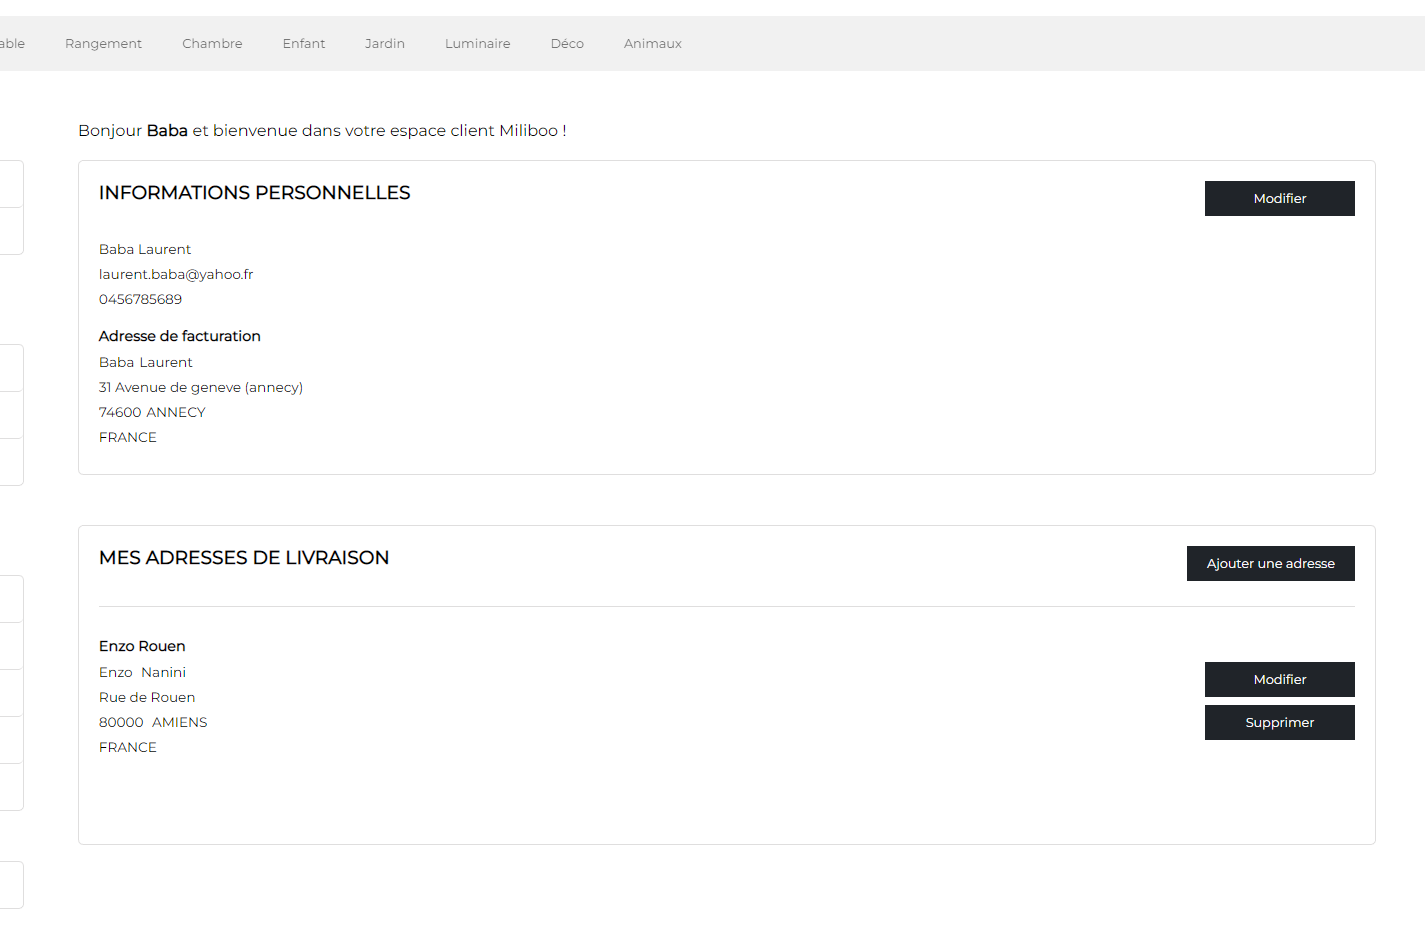 able Rangement Chambre Enfant Jardin Luminaire Déco Animaux
Bonjour Baba et bienvenue dans votre espace client Miliboo !
INFORMATIONS PERSONNELLES
Modifier
Baba Laurent
laurent.baba@yahoo.fr
0456785689
Adresse de facturation
Baba Laurent
31 Avenue de geneve (annecy)
74600 ANNECY
FRANCE
MES ADRESSES DE LIVRAISON
Ajouter une adresse
Enzo Rouen
Enzo Nanini
Modifier
Rue de Rouen
80000 AMIENS
Supprimer
FRANCE